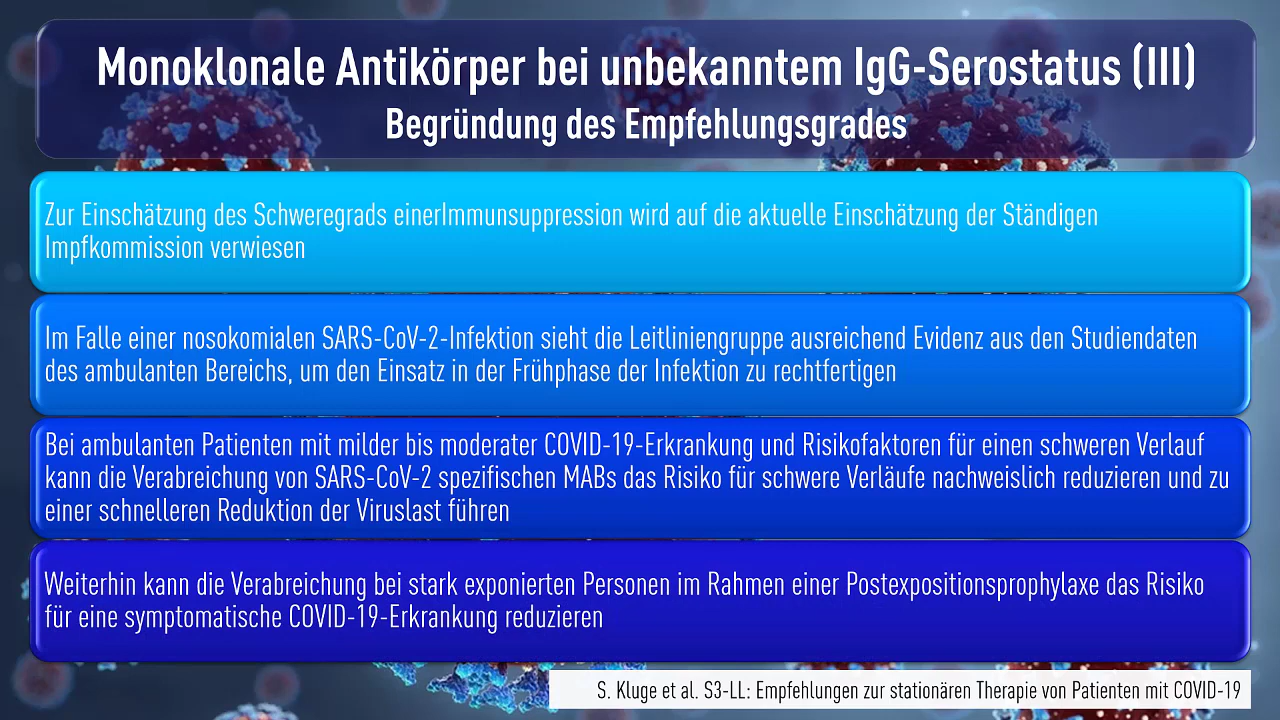 Monoklonale Antikörper bei unbekanntem IgG-Serostatus (III)
Begründung des Empfehlungsgrades
Zur Einschätzung des Schweregrads einerImmunsuppression wird auf die aktuelle Einschätzung der Ständigen
Impfkommission verwiesen
Im Falle einer nosokomialen SARS-CoV-2-Infektion sieht die Leitliniengruppe ausreichend Evidenz aus den Studiendaten
des ambulanten Bereichs, um den Einsatz in der Frühphase der Infektion zu rechtfertigen
Bei ambulanten Patienten mit milder bis moderater COVID-19-Erkrankung und Risikofaktoren für einen schweren Verlauf
kann die Verabreichung von SARS-CoV-2 spezifischen MABs das Risiko für schwere Verläufe nachweislich reduzieren und zu
einer schnelleren Reduktion der Viruslast führen
Weiterhin kann die Verabreichung bei stark exponierten Personen im Rahmen einer Postexpositionsprophylaxe das Risiko
für eine symptomatische COVID-19-Erkrankung reduzieren
S. Kluge et al. S3-LL: Empfehlungen zur stationären Therapie von Patienten mit COVID-19